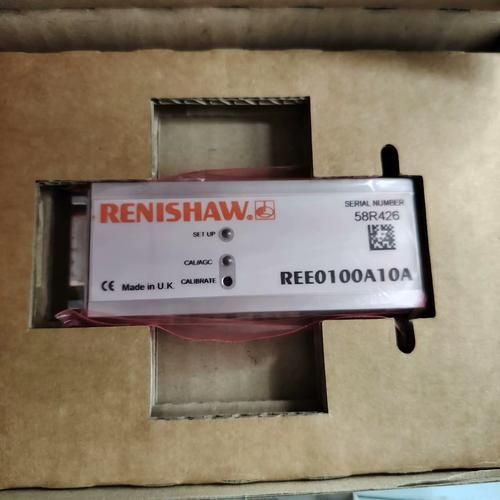 RENISHAW.
SERIAL NUMBER
58R426
SET UP
CAL/AGC
CALIBRATE
CE Made in U.K.
REE0100A10A